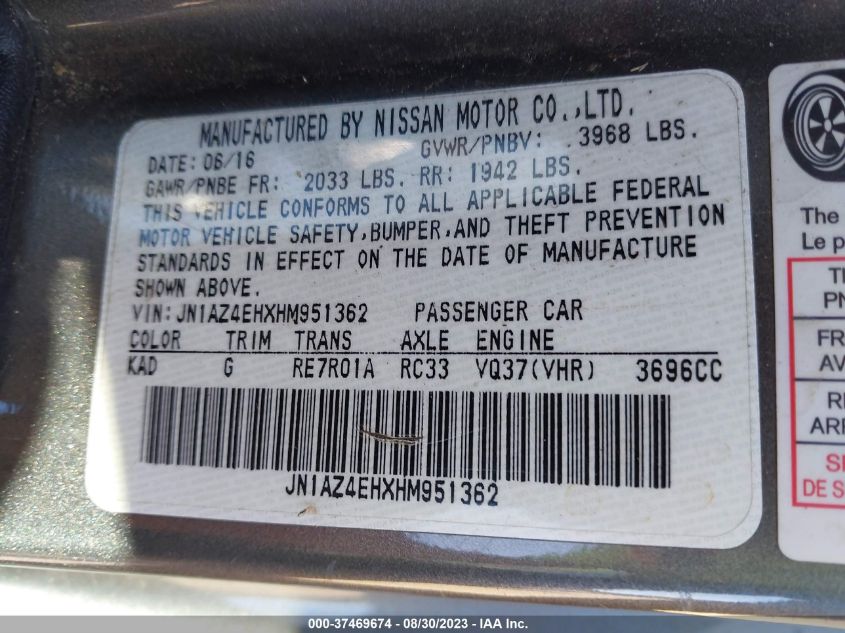 MANUFACTURED BY NISSAN MOTOR CO.,LTD.
DATE: 06/16 GVWR/PNBV: 3968 LBS.
GAWR/PNBE FR: 2033 LBS. RR: 1942 LBS.
THIS VEHICLE CONFORMS TO ALL APPLICABLE FEDERAL
MOTOR VEHICLE SAFETY,BUMPER,AND THEFT PREVENTION
STANDARDS IN EFFECT ON THE DATE OF MANUFACTURE
SHOWN ABOVE.
VIN:JN1AZ4EHXHM951362 PASSENGER CAR
COLOR TRIM TRANS AXLE ENGINE
KAD G RE7R01A RC33 VQ37(VHR) 3696CC
JN1AZ4EHXHM951362
The
Le p
TI
PN
FR
AV
RE
ARR
SP
DE S
000-37469674 - 08/30/2023 - IAA Inc.